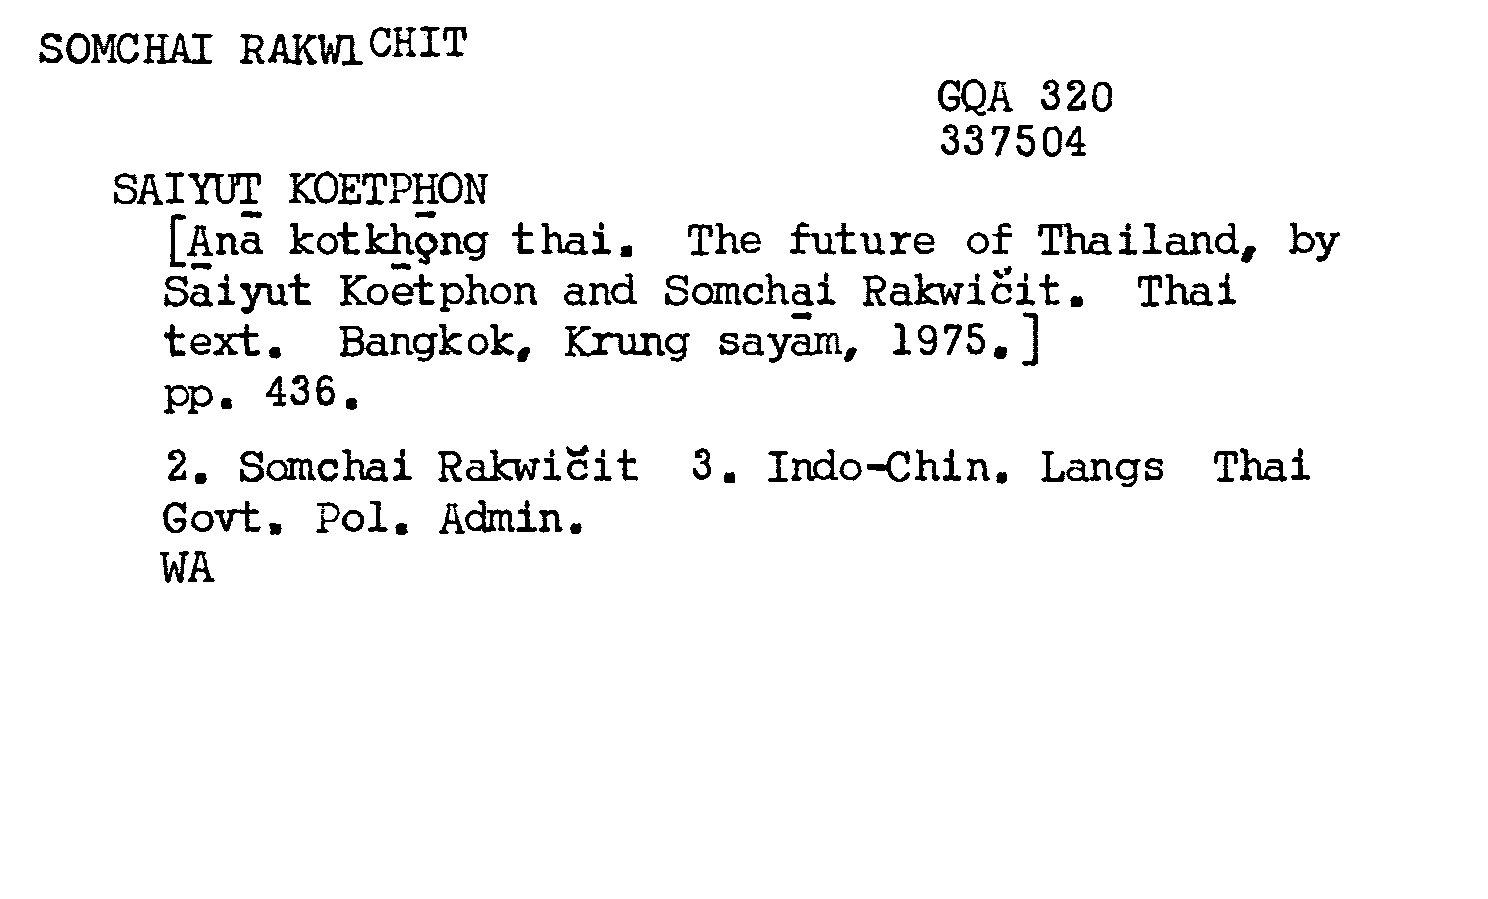 SOMCHAI RAKWICHIT
GQA 320
337504
SAIYUT KOETPHON
[Anā kotkhō̜ng thai. The future of Thailand, by
Sāiyut Koētphon and Somchai Rakwičit. Thai
text. Bangkok, Krung sayām, 1975.]
pp. 436.
2. Somchai Rakwičit 3. Indo-Chin. Langs Thai
Govt. Pol. Admin.
WA